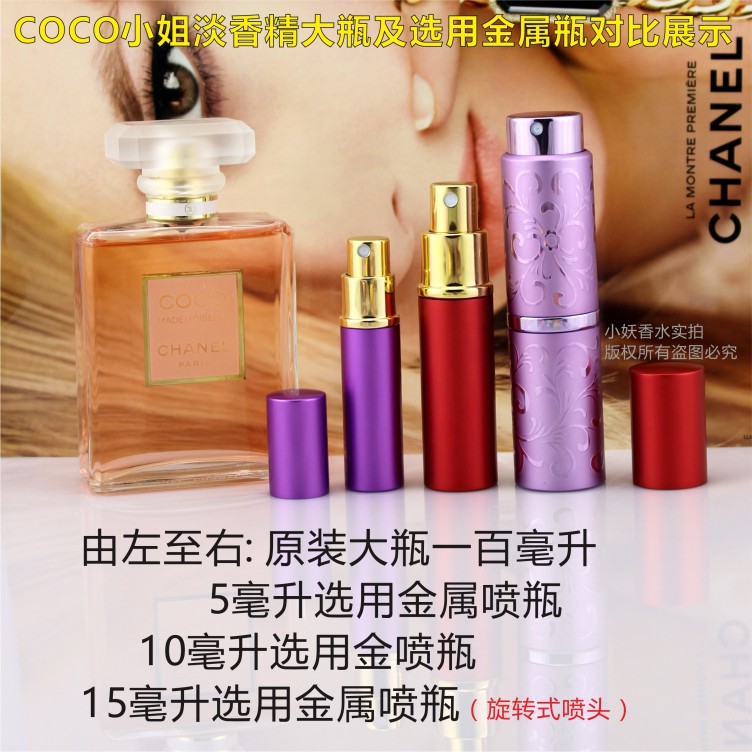 COCO小姐淡香精大瓶及选用金属瓶对比展示
LA MONTRE PREMIÈRE
CHANEL
COCO
MADEMOISELLE
CHANEL
PARIS
小妖香水实拍
版权所有盗图必究
由左至右: 原装大瓶一百毫升
5毫升选用金属喷瓶
10毫升选用金喷瓶
15毫升选用金属喷瓶（旋转式喷头）